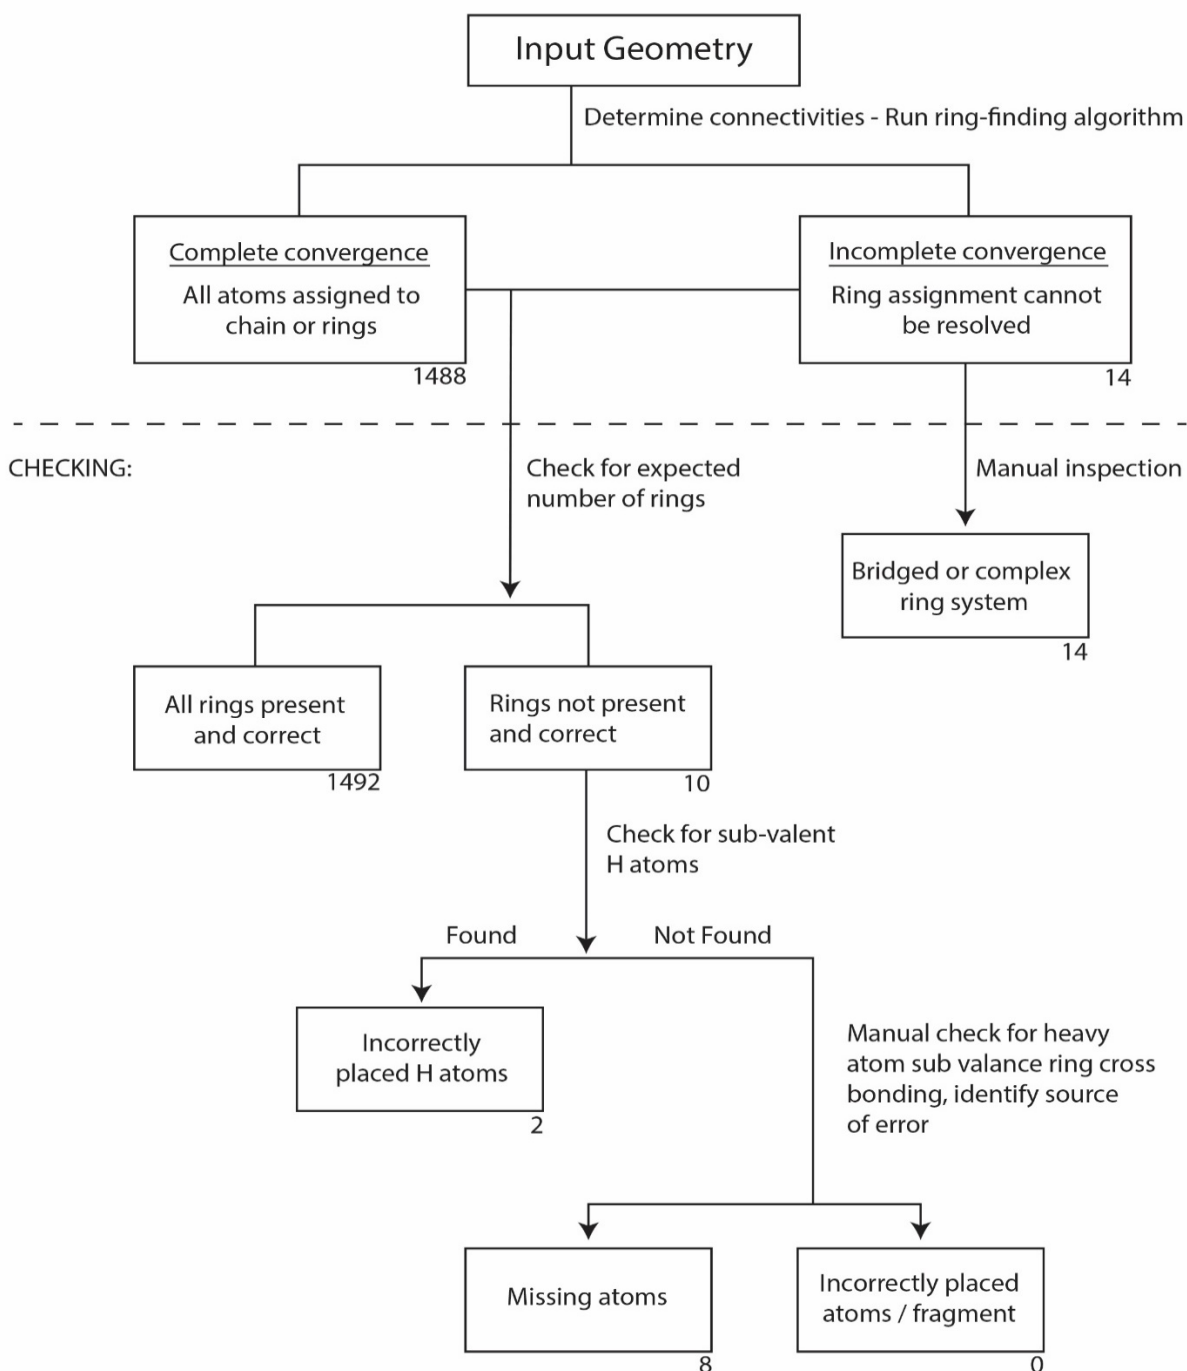 Input Geometry
Determine connectivities - Run ring-finding algorithm
Complete convergence
All atoms assigned to
chain or rings
1488
Incomplete convergence
Ring assignment cannot
be resolved
14
CHECKING:
Check for expected
number of rings
Manual inspection
Bridged or complex
ring system
14
All rings present
and correct
1492
Rings not present
and correct
10
Check for sub-valent
H atoms
Found
Not Found
Incorrectly
placed H atoms
2
Manual check for heavy
atom sub valance ring cross
bonding, identify source
of error
Missing atoms
8
Incorrectly placed
atoms / fragment
0